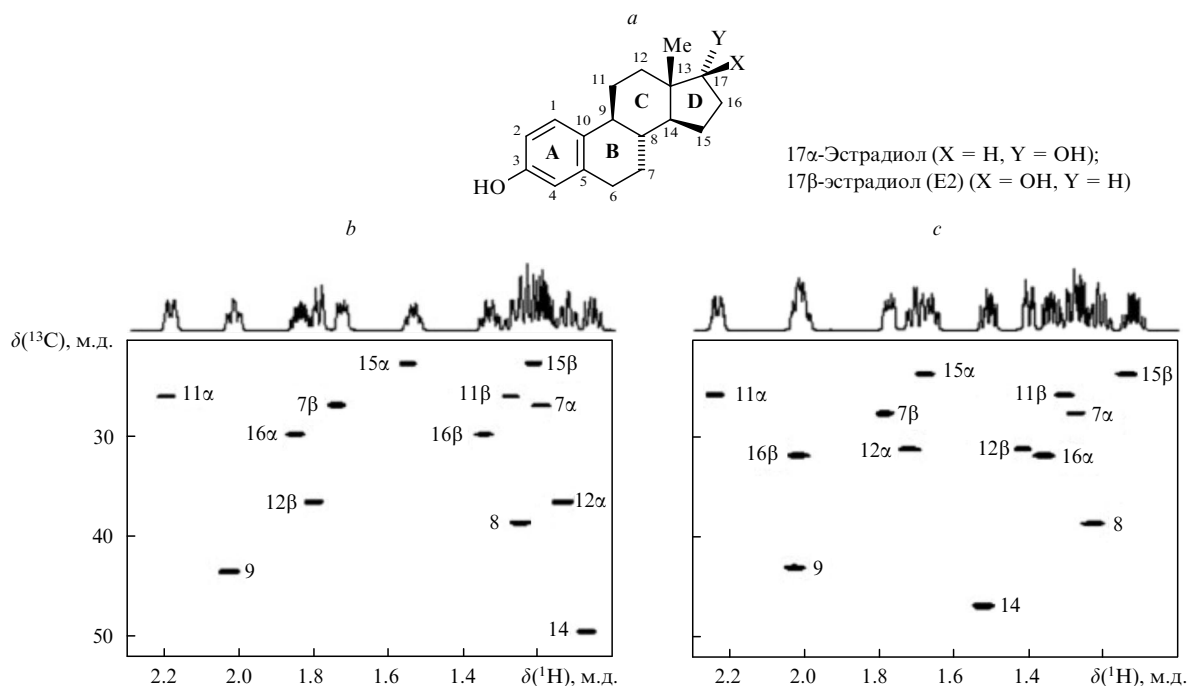 a
Me
Y
X
12
13
17
11
C
D
16
1
9
14
2
10
8
15
A
B
3
5
7
HO
4
6
17α-Эстрадиол (X = H, Y = OH);
17β-эстрадиол (E2) (X = OH, Y = H)
b
c
δ(¹³C), м.д.
15α
15β
11α
11β
7β
7α
16α
16β
12β
12α
8
9
14
30
40
50
2.2
2.0
1.8
1.6
1.4
δ(¹H), м.д.
15α
15β
11α
11β
7β
7α
16β
12α
12β
16α
8
9
14
2.2
2.0
1.8
1.6
1.4
δ(¹H), м.д.